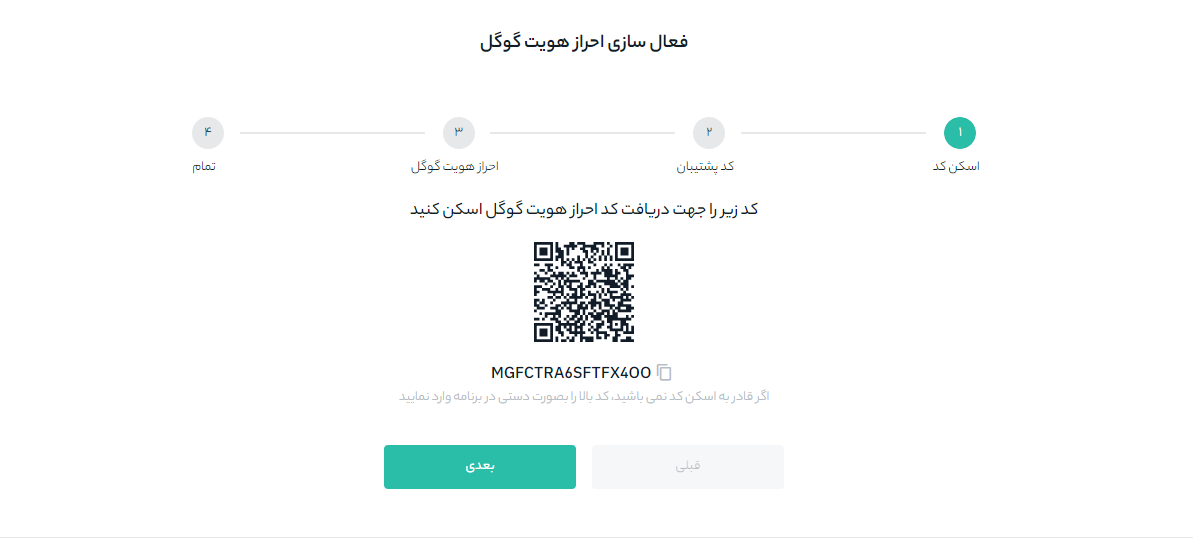 فعال سازی احراز هویت گوگل
۱
۲
۳
۴
اسکن کد
کد پشتیبان
احراز هویت گوگل
تمام
کد زیر را جهت دریافت کد احراز هویت گوگل اسکن کنید
MGFCTRA6SFTFX4OO
اگر قادر به اسکن کد نمی باشید، کد بالا را بصورت دستی در برنامه وارد نمایید
قبلی
بعدی